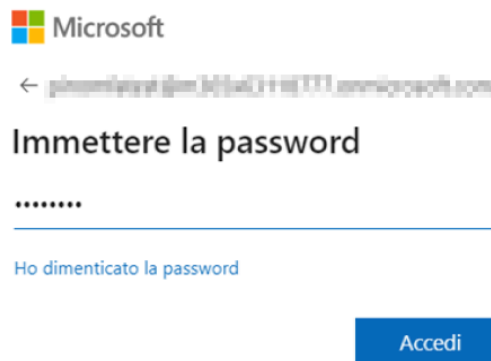 Microsoft
←
Immettere la password
••••••••
Ho dimenticato la password
Accedi